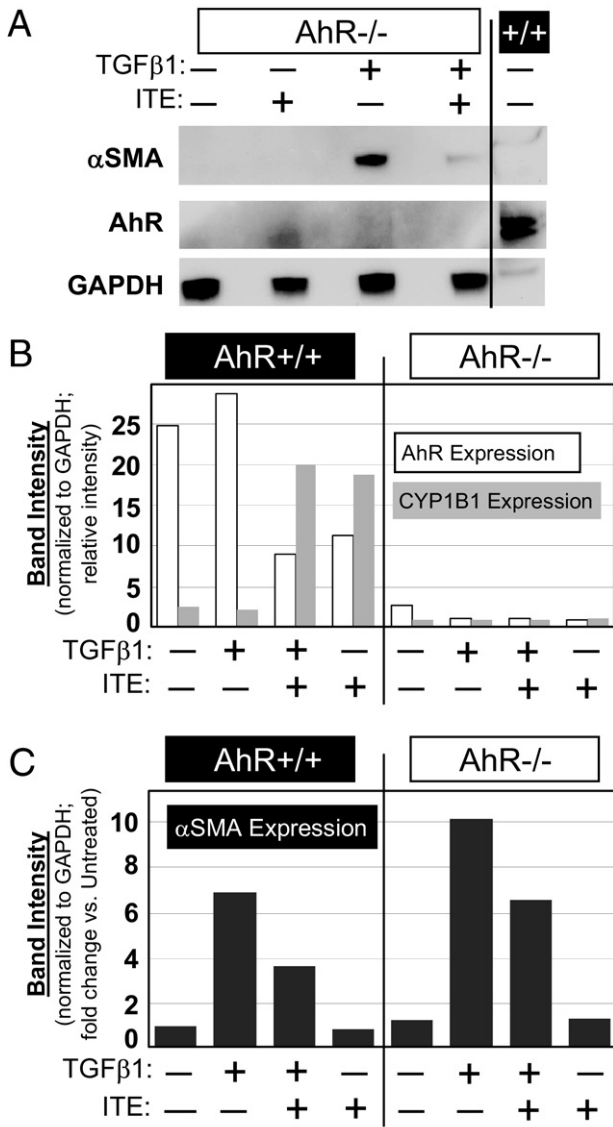 A
AhR-/- +/+
TGFβ1: — — + + —
ITE: — + — + —
αSMA
AhR
GAPDH
B
AhR+/+ AhR-/-
Band Intensity
(normalized to GAPDH;
relative intensity)
25
20
15
10
5
0
AhR Expression
CYP1B1 Expression
TGFβ1: — + + — — + + —
ITE: — — + + — — + +
C
AhR+/+ AhR-/-
Band Intensity
(normalized to GAPDH;
fold change vs. Untreated)
10
8
6
4
2
0
αSMA Expression
TGFβ1: — + + — — + + —
ITE: — — + + — — + +